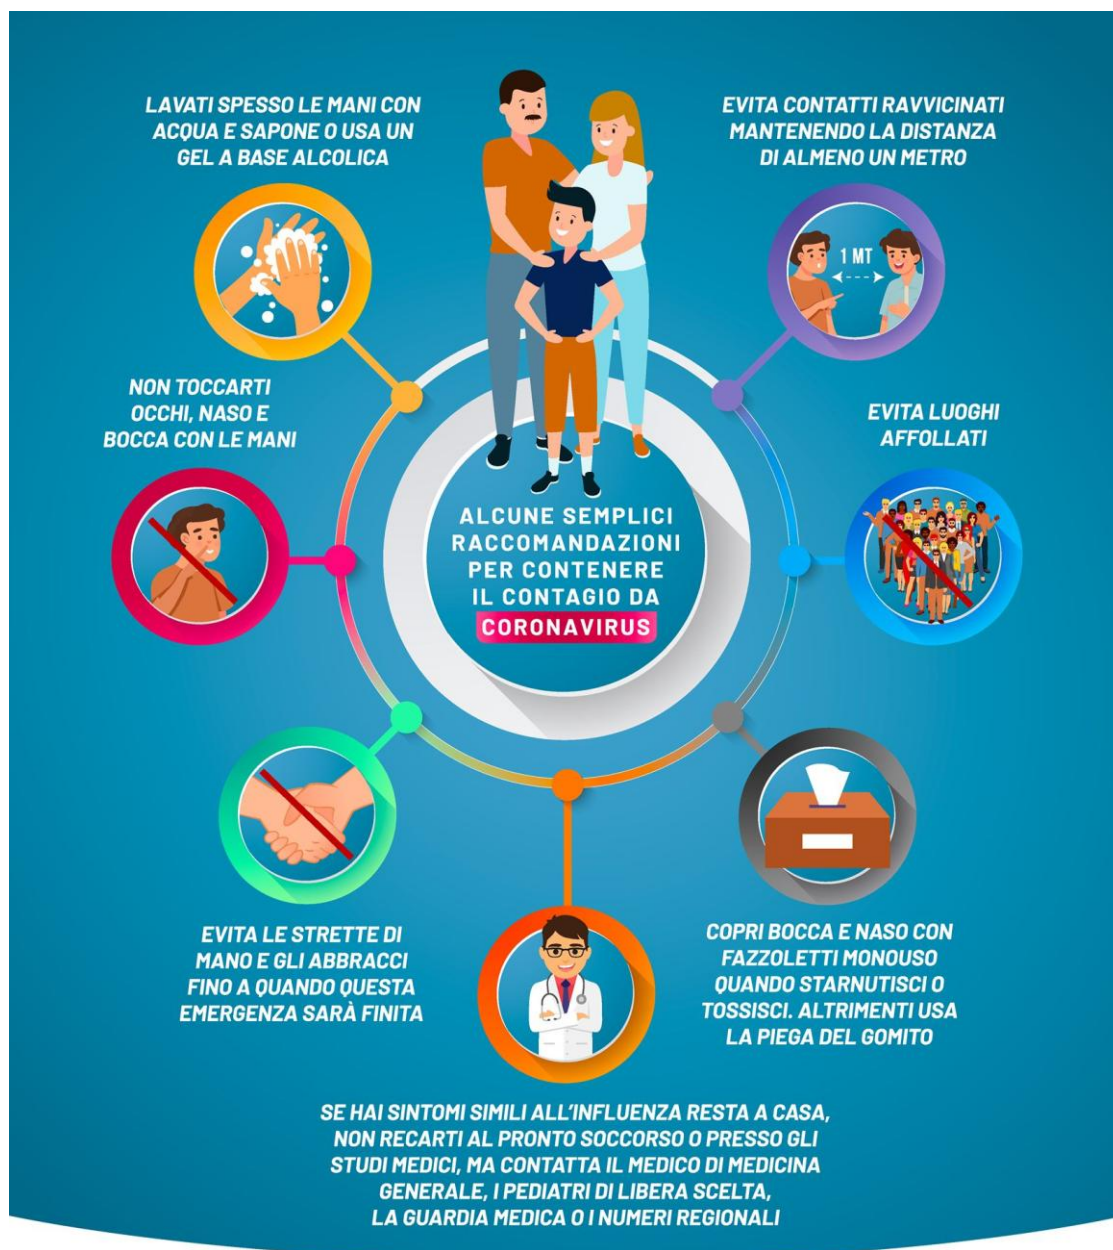 LAVATI SPESSO LE MANI CON
ACQUA E SAPONE O USA UN
GEL A BASE ALCOLICA
EVITA CONTATTI RAVVICINATI
MANTENENDO LA DISTANZA
DI ALMENO UN METRO
1 MT
NON TOCCARTI
OCCHI, NASO E
BOCCA CON LE MANI
EVITA LUOGHI
AFFOLLATI
ALCUNE SEMPLICI
RACCOMANDAZIONI
PER CONTENERE
IL CONTAGIO DA
CORONAVIRUS
EVITA LE STRETTE DI
MANO E GLI ABBRACCI
FINO A QUANDO QUESTA
EMERGENZA SARÀ FINITA
COPRI BOCCA E NASO CON
FAZZOLETTI MONOUSO
QUANDO STARNUTISCI O
TOSSISCI. ALTRIMENTI USA
LA PIEGA DEL GOMITO
SE HAI SINTOMI SIMILI ALL'INFLUENZA RESTA A CASA,
NON RECARTI AL PRONTO SOCCORSO O PRESSO GLI
STUDI MEDICI, MA CONTATTA IL MEDICO DI MEDICINA
GENERALE, I PEDIATRI DI LIBERA SCELTA,
LA GUARDIA MEDICA O I NUMERI REGIONALI